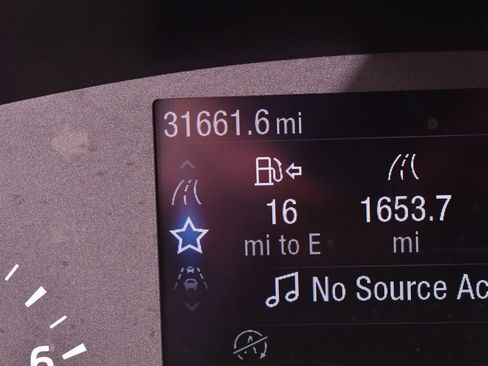 31661.6 mi
16 1653.7
mi to E mi
No Source Ac
6